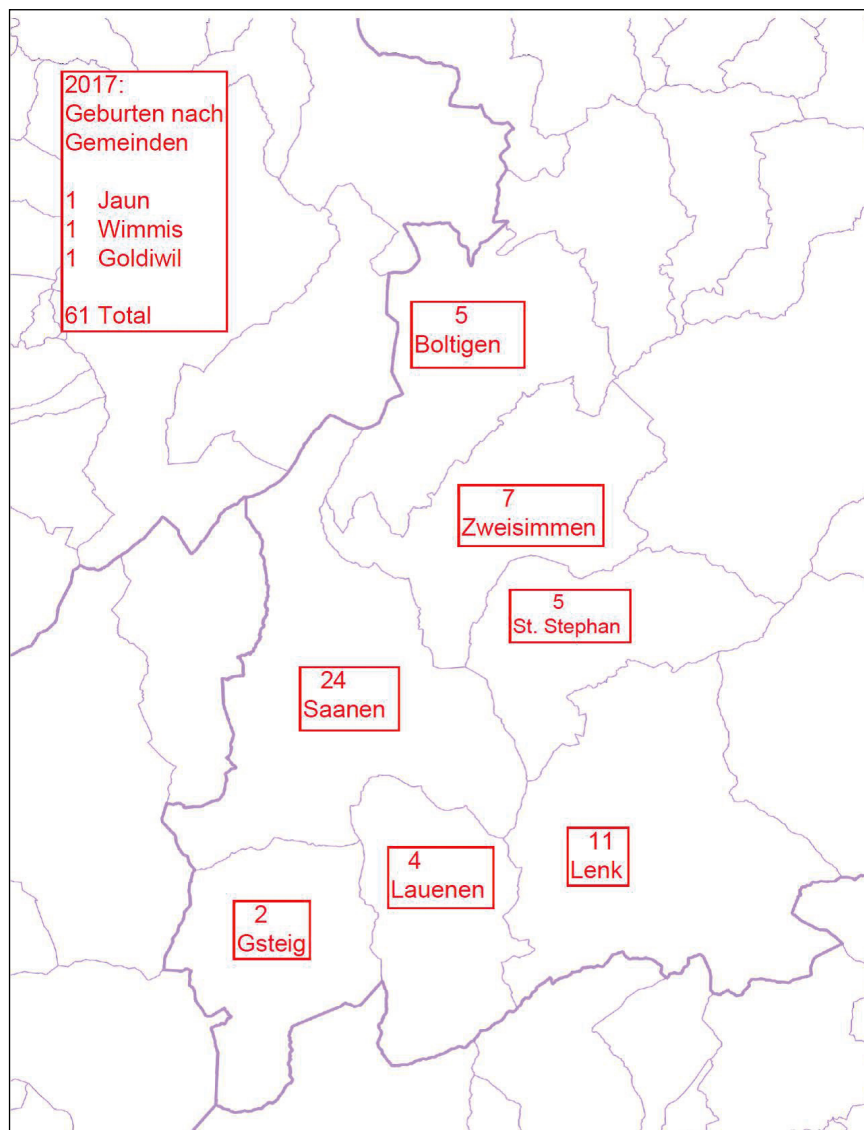 2017:
Geburten nach
Gemeinden
1 Jaun
1 Wimmis
1 Goldiwil
61 Total
5
Boltigen
7
Zweisimmen
5
St. Stephan
24
Saanen
11
Lenk
4
Lauenen
2
Gsteig